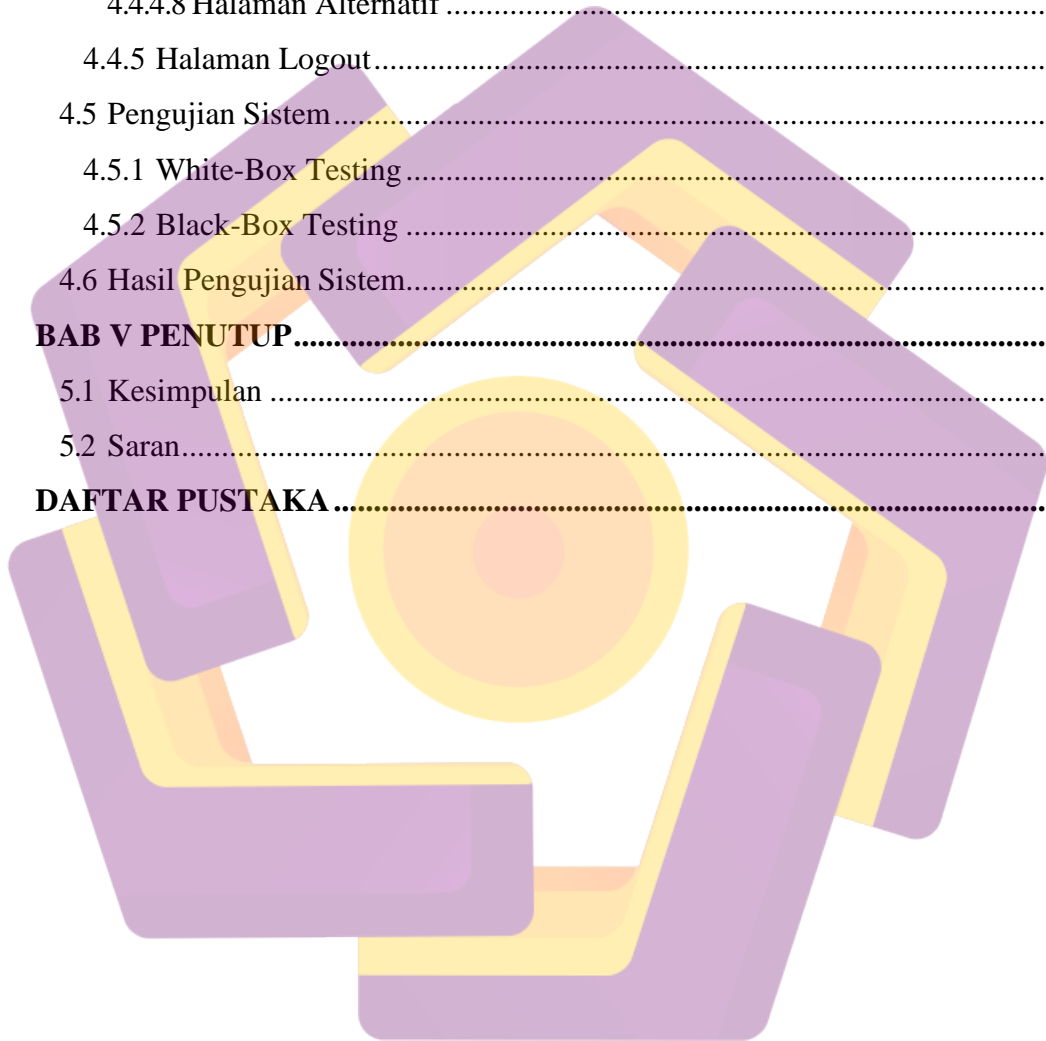 4.4.4.8 Halaman Alternatif ..........................................................................
4.4.5 Halaman Logout....................................................................................
4.5 Pengujian Sistem.........................................................................................
4.5.1 White-Box Testing ................................................................................
4.5.2 Black-Box Testing ................................................................................
4.6 Hasil Pengujian Sistem................................................................................
BAB V PENUTUP...............................................................................................
5.1 Kesimpulan .................................................................................................
5.2 Saran............................................................................................................
DAFTAR PUSTAKA ..........................................................................................